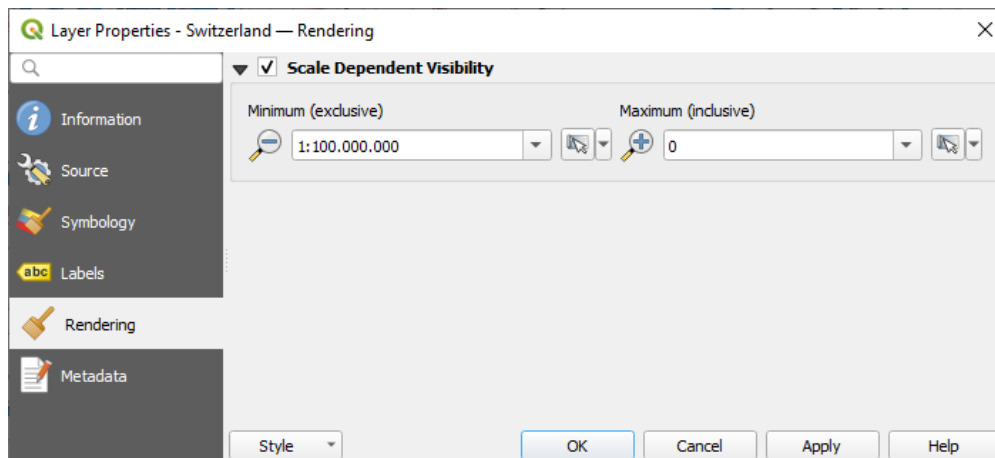 Layer Properties - Switzerland — Rendering
Scale Dependent Visibility
Information
Source
Symbology
abc Labels
Rendering
Metadata
Minimum (exclusive)
Maximum (inclusive)
1:100.000.000
0
Style
OK
Cancel
Apply
Help